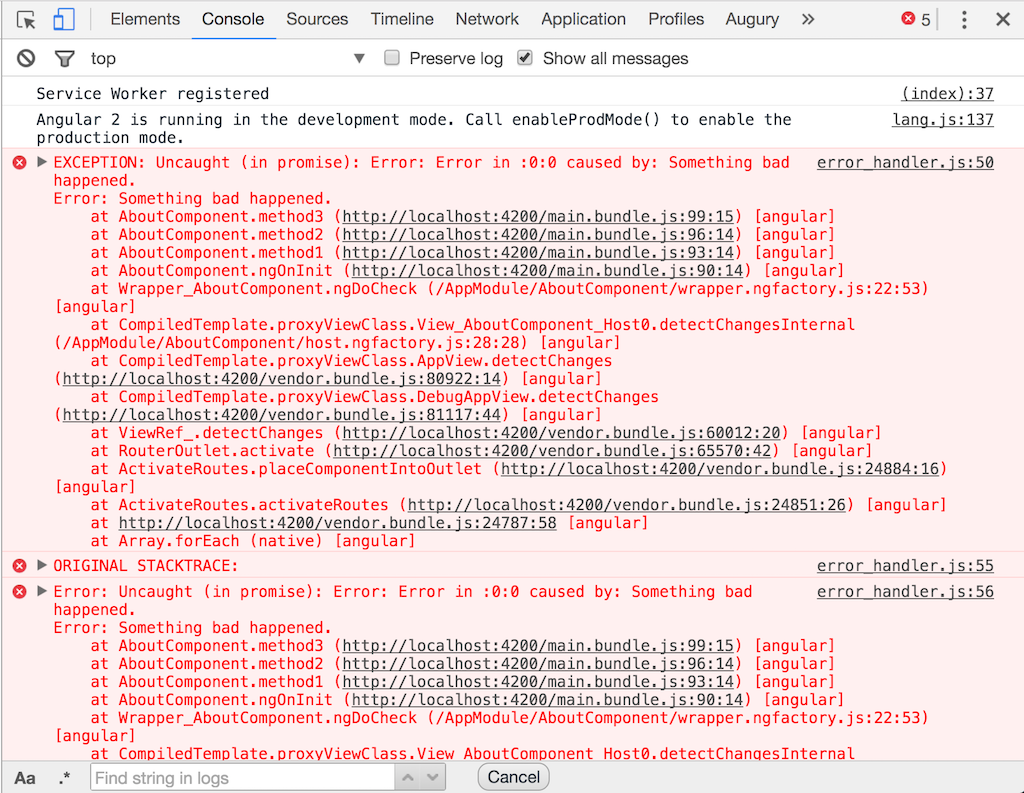 Elements Console Sources Timeline Network Application Profiles Augury » 5
top ▼ Preserve log Show all messages
Service Worker registered (index):37
Angular 2 is running in the development mode. Call enableProdMode() to enable the lang.js:137
production mode.
EXCEPTION: Uncaught (in promise): Error: Error in :0:0 caused by: Something bad error_handler.js:50
happened.
Error: Something bad happened.
at AboutComponent.method3 (http://localhost:4200/main.bundle.js:99:15) [angular]
at AboutComponent.method2 (http://localhost:4200/main.bundle.js:96:14) [angular]
at AboutComponent.method1 (http://localhost:4200/main.bundle.js:93:14) [angular]
at AboutComponent.ngOnInit (http://localhost:4200/main.bundle.js:90:14) [angular]
at Wrapper_AboutComponent.ngDoCheck (/AppModule/AboutComponent/wrapper.ngfactory.js:22:53)
[angular]
at CompiledTemplate.proxyViewClass.View_AboutComponent_Host0.detectChangesInternal
(/AppModule/AboutComponent/host.ngfactory.js:28:28) [angular]
at CompiledTemplate.proxyViewClass.AppView.detectChanges
(http://localhost:4200/vendor.bundle.js:80922:14) [angular]
at CompiledTemplate.proxyViewClass.DebugAppView.detectChanges
(http://localhost:4200/vendor.bundle.js:81117:44) [angular]
at ViewRef_.detectChanges (http://localhost:4200/vendor.bundle.js:60012:20) [angular]
at RouterOutlet.activate (http://localhost:4200/vendor.bundle.js:65570:42) [angular]
at ActivateRoutes.placeComponentIntoOutlet (http://localhost:4200/vendor.bundle.js:24884:16)
[angular]
at ActivateRoutes.activateRoutes (http://localhost:4200/vendor.bundle.js:24851:26) [angular]
at http://localhost:4200/vendor.bundle.js:24787:58 [angular]
at Array.forEach (native) [angular]
ORIGINAL STACKTRACE: error_handler.js:55
Error: Uncaught (in promise): Error: Error in :0:0 caused by: Something bad error_handler.js:56
happened.
Error: Something bad happened.
at AboutComponent.method3 (http://localhost:4200/main.bundle.js:99:15) [angular]
at AboutComponent.method2 (http://localhost:4200/main.bundle.js:96:14) [angular]
at AboutComponent.method1 (http://localhost:4200/main.bundle.js:93:14) [angular]
at AboutComponent.ngOnInit (http://localhost:4200/main.bundle.js:90:14) [angular]
at Wrapper_AboutComponent.ngDoCheck (/AppModule/AboutComponent/wrapper.ngfactory.js:22:53)
[angular]
at CompiledTemplate.proxyViewClass.View_AboutComponent_Host0.detectChangesInternal
Aa .* Find string in logs Cancel